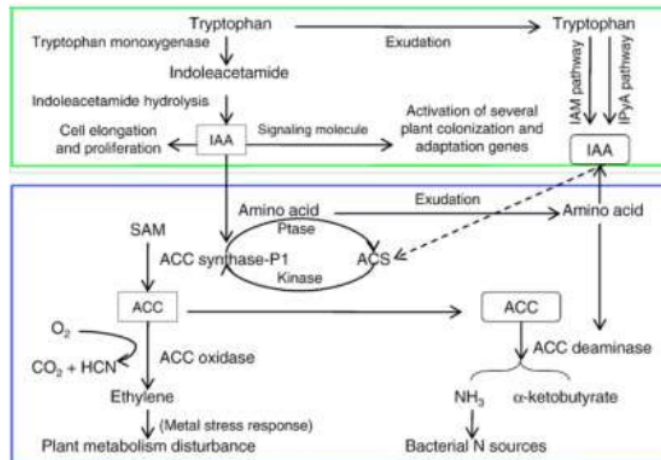 Tryptophan
Exudation
Tryptophan
Tryptophan monoxygenase
Indoleacetamide
IAM pathway
IPyA pathway
Indoleacetamide hydrolysis
Cell elongation
and proliferation
IAA
Signaling molecule
Activation of several
plant colonization and
adaptation genes
IAA
Amino acid
Exudation
Amino acid
SAM
Ptase
ACC synthase-P1
ACS
Kinase
ACC
ACC
O2
ACC oxidase
ACC deaminase
CO2 + HCN
Ethylene
NH3
α-ketobutyrate
(Metal stress response)
Plant metabolism disturbance
Bacterial N sources